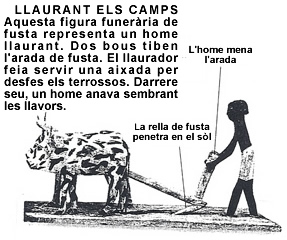 LLAURANT ELS CAMPS
Aquesta figura funerària de
fusta representa un home
llaurant. Dos bous tiben
l'arada de fusta. El llaurador
feia servir una aixada per
desfes els terrossos. Darrere
seu, un home anava sembrant
les llavors.
L'home mena
l'arada
La rella de fusta
penetra en el sòl